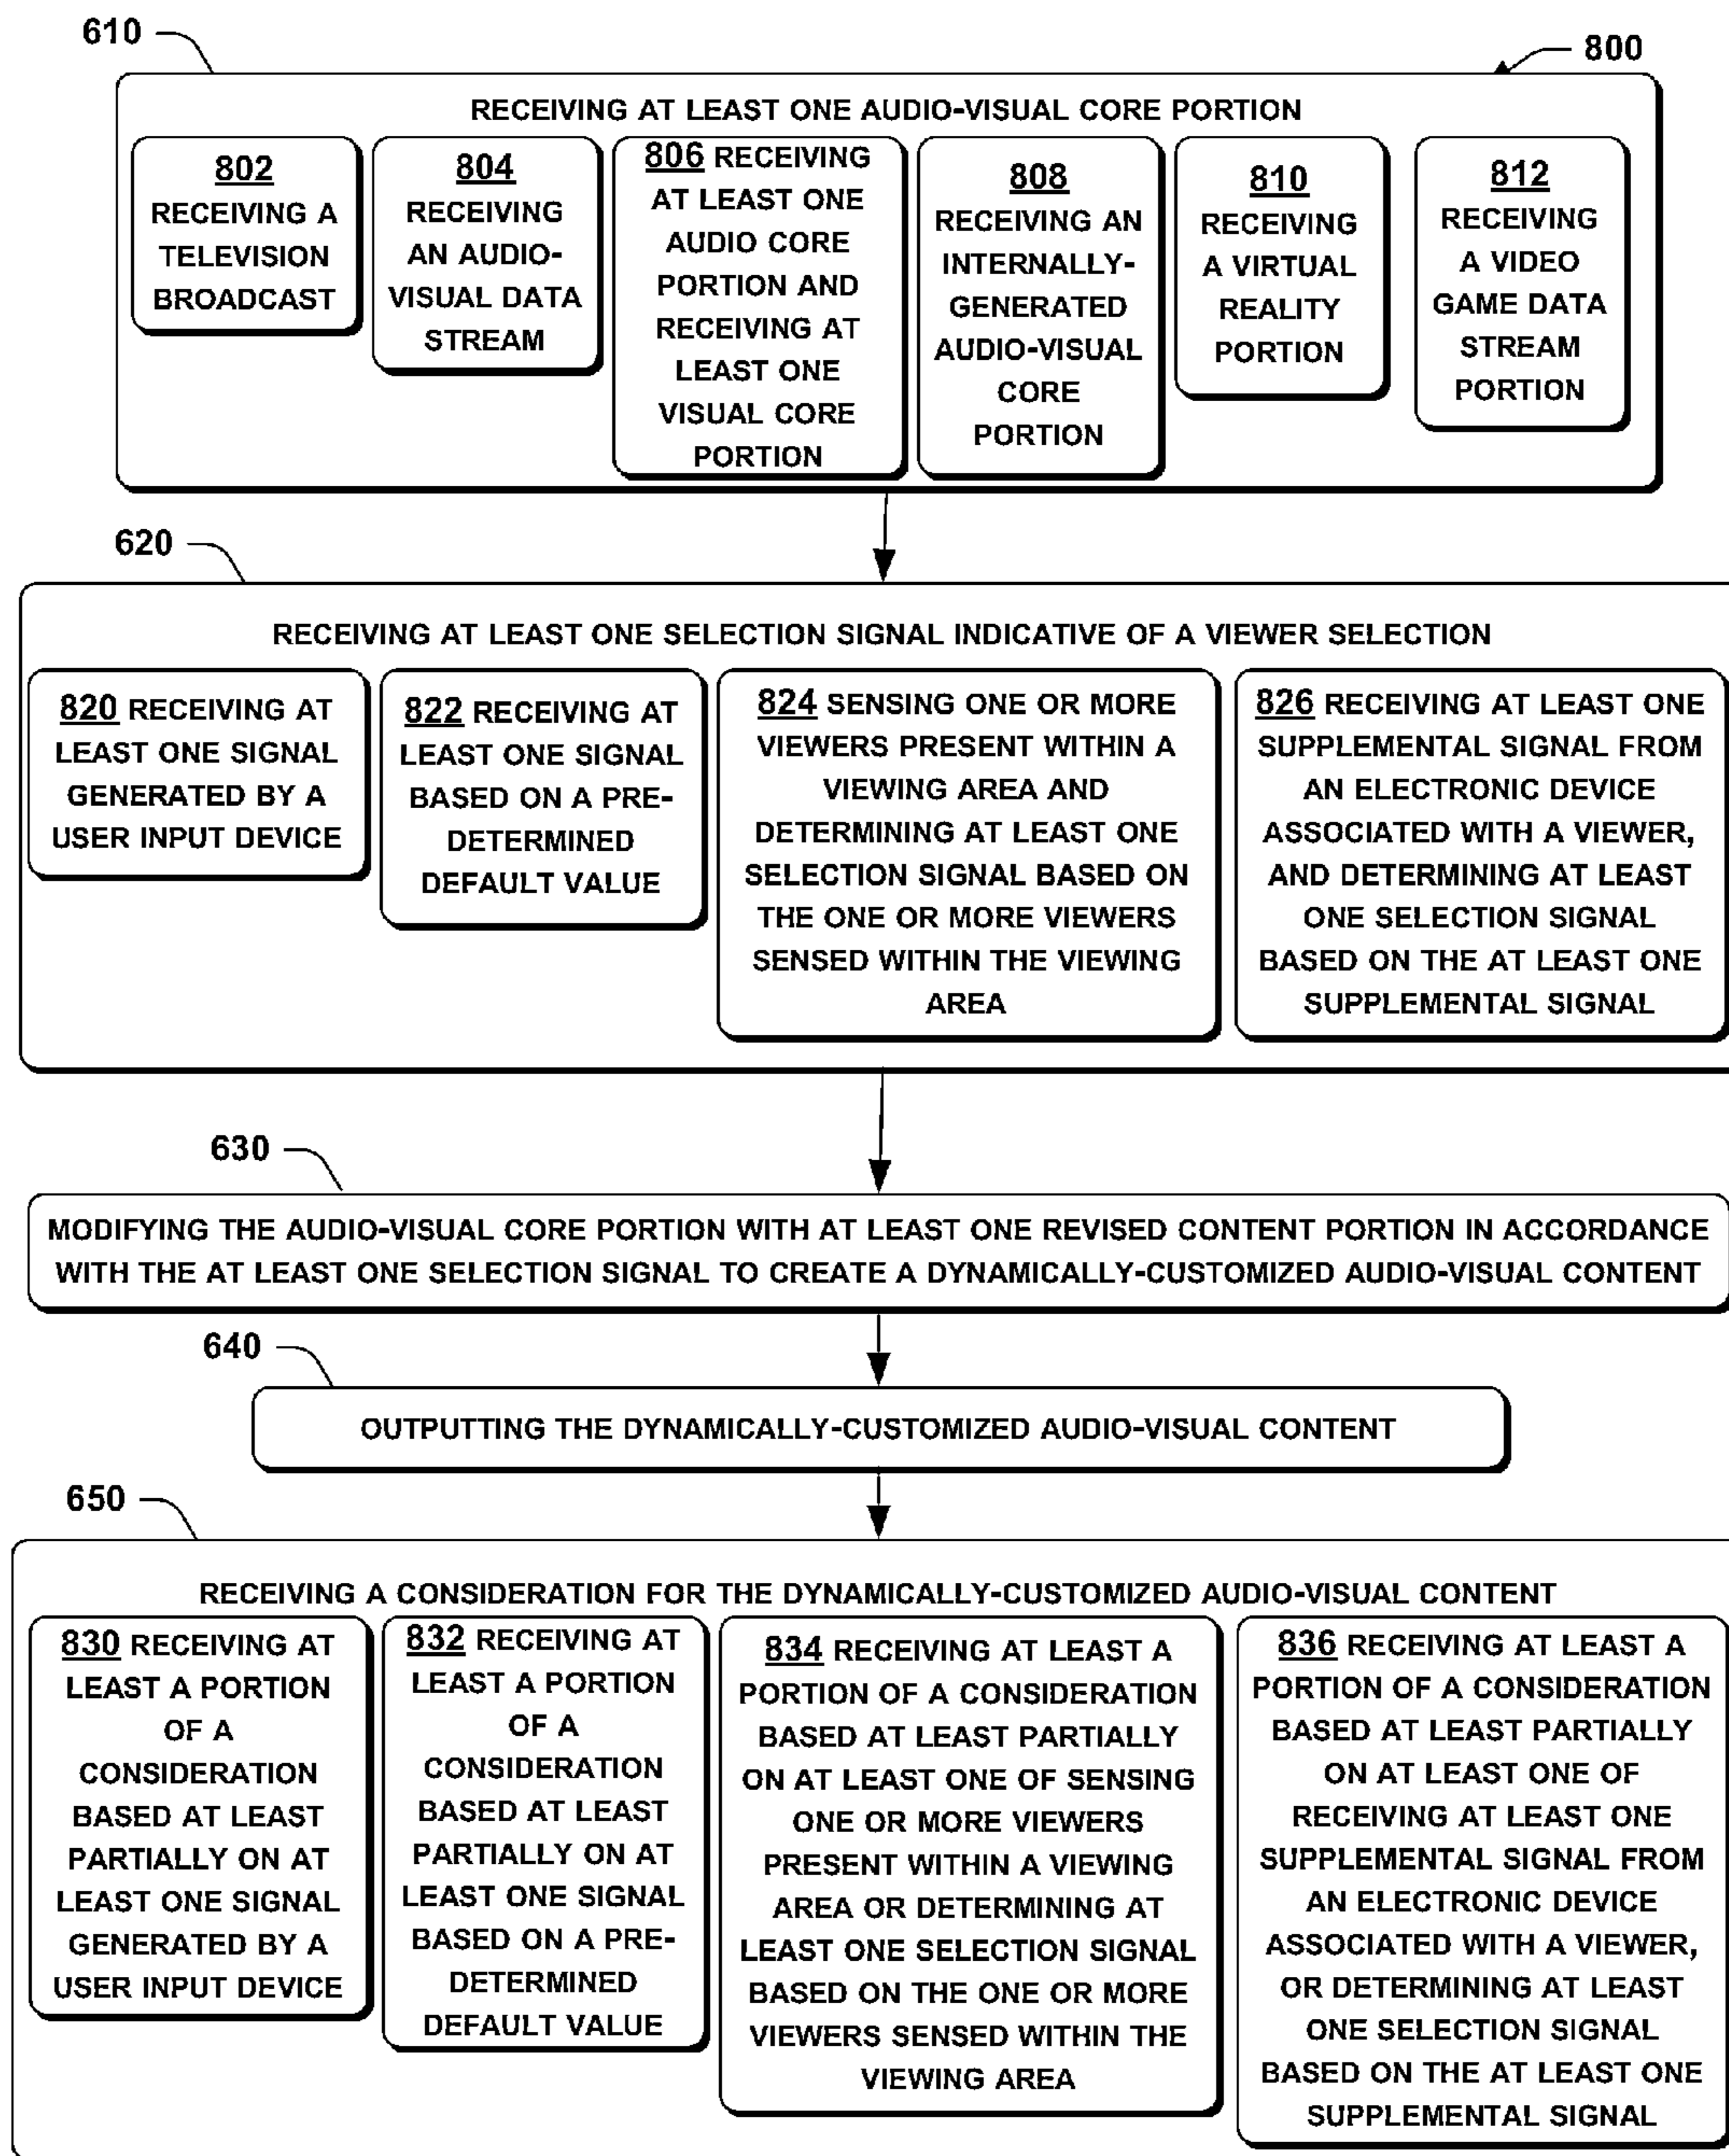 610
800
RECEIVING AT LEAST ONE AUDIO-VISUAL CORE PORTION
802
RECEIVING A
TELEVISION
BROADCAST
804
RECEIVING
AN AUDIO-
VISUAL DATA
STREAM
806 RECEIVING
AT LEAST ONE
AUDIO CORE
PORTION AND
RECEIVING AT
LEAST ONE
VISUAL CORE
PORTION
808
RECEIVING AN
INTERNALLY-
GENERATED
AUDIO-VISUAL
CORE
PORTION
810
RECEIVING
A VIRTUAL
REALITY
PORTION
812
RECEIVING
A VIDEO
GAME DATA
STREAM
PORTION
620
RECEIVING AT LEAST ONE SELECTION SIGNAL INDICATIVE OF A VIEWER SELECTION
820 RECEIVING AT
LEAST ONE SIGNAL
GENERATED BY A
USER INPUT DEVICE
822 RECEIVING AT
LEAST ONE SIGNAL
BASED ON A PRE-
DETERMINED
DEFAULT VALUE
824 SENSING ONE OR MORE
VIEWERS PRESENT WITHIN A
VIEWING AREA AND
DETERMINING AT LEAST ONE
SELECTION SIGNAL BASED ON
THE ONE OR MORE VIEWERS
SENSED WITHIN THE VIEWING
AREA
826 RECEIVING AT LEAST ONE
SUPPLEMENTAL SIGNAL FROM
AN ELECTRONIC DEVICE
ASSOCIATED WITH A VIEWER,
AND DETERMINING AT LEAST
ONE SELECTION SIGNAL
BASED ON THE AT LEAST ONE
SUPPLEMENTAL SIGNAL
630
MODIFYING THE AUDIO-VISUAL CORE PORTION WITH AT LEAST ONE REVISED CONTENT PORTION IN ACCORDANCE
WITH THE AT LEAST ONE SELECTION SIGNAL TO CREATE A DYNAMICALLY-CUSTOMIZED AUDIO-VISUAL CONTENT
640
OUTPUTTING THE DYNAMICALLY-CUSTOMIZED AUDIO-VISUAL CONTENT
650
RECEIVING A CONSIDERATION FOR THE DYNAMICALLY-CUSTOMIZED AUDIO-VISUAL CONTENT
830 RECEIVING AT
LEAST A PORTION
OF A
CONSIDERATION
BASED AT LEAST
PARTIALLY ON AT
LEAST ONE SIGNAL
GENERATED BY A
USER INPUT DEVICE
832 RECEIVING AT
LEAST A PORTION
OF A
CONSIDERATION
BASED AT LEAST
PARTIALLY ON AT
LEAST ONE SIGNAL
BASED ON A PRE-
DETERMINED
DEFAULT VALUE
834 RECEIVING AT LEAST A
PORTION OF A CONSIDERATION
BASED AT LEAST PARTIALLY
ON AT LEAST ONE OF SENSING
ONE OR MORE VIEWERS
PRESENT WITHIN A VIEWING
AREA OR DETERMINING AT
LEAST ONE SELECTION SIGNAL
BASED ON THE ONE OR MORE
VIEWERS SENSED WITHIN THE
VIEWING AREA
836 RECEIVING AT LEAST A
PORTION OF A CONSIDERATION
BASED AT LEAST PARTIALLY
ON AT LEAST ONE OF
RECEIVING AT LEAST ONE
SUPPLEMENTAL SIGNAL FROM
AN ELECTRONIC DEVICE
ASSOCIATED WITH A VIEWER,
OR DETERMINING AT LEAST
ONE SELECTION SIGNAL
BASED ON THE AT LEAST ONE
SUPPLEMENTAL SIGNAL